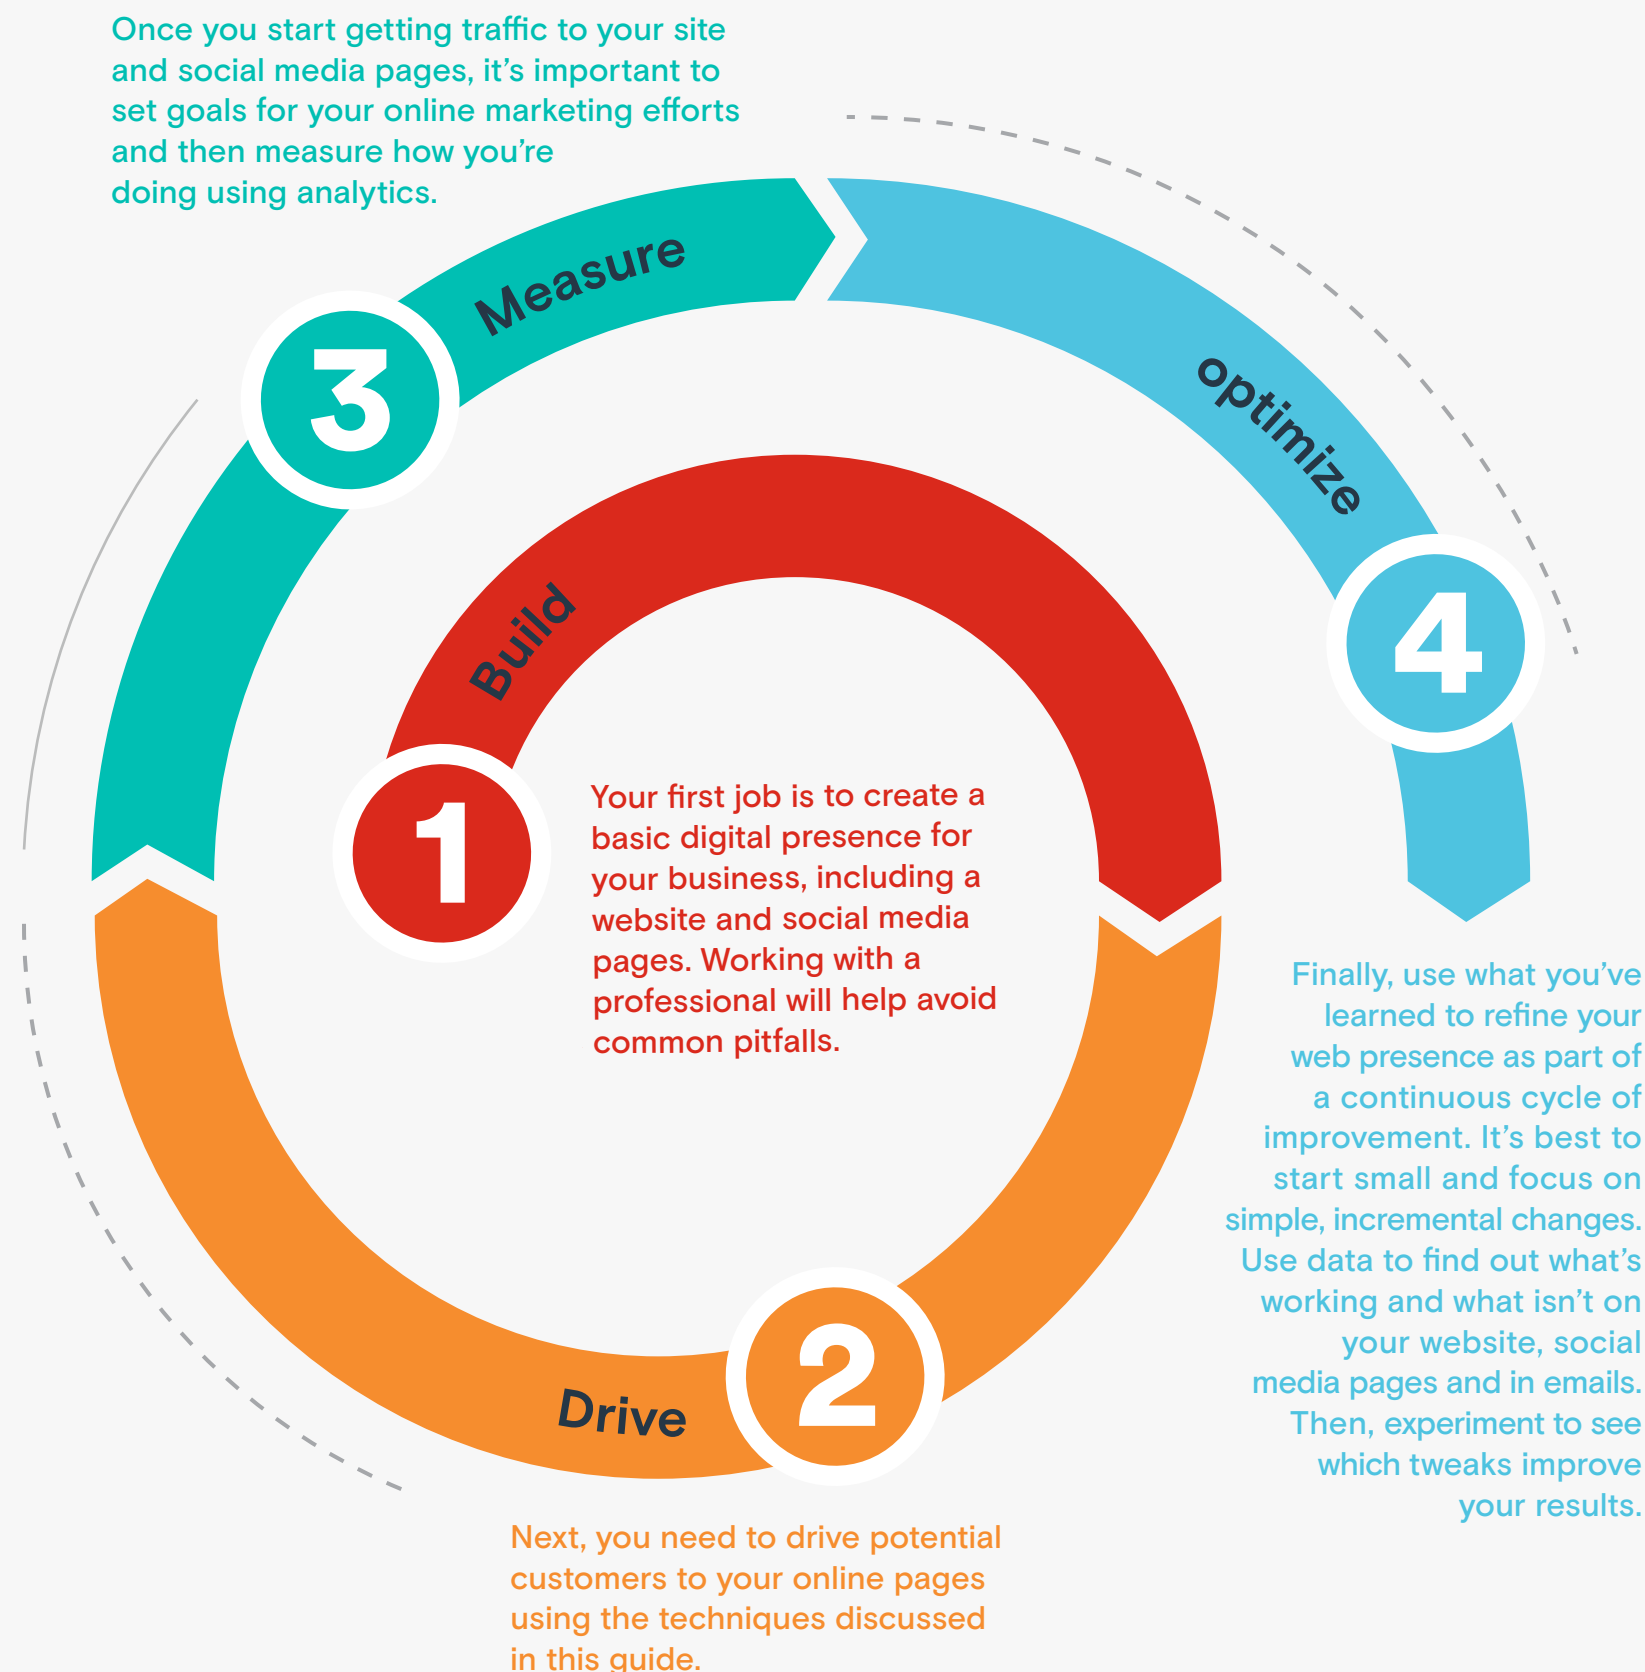 Once you start getting traffic to your site
and social media pages, it’s important to
set goals for your online marketing efforts
and then measure how you’re
doing using analytics.
Measure
3
optimize
4
Build
1
Your first job is to create a
basic digital presence for
your business, including a
website and social media
pages. Working with a
professional will help avoid
common pitfalls.
Finally, use what you’ve
learned to refine your
web presence as part of
a continuous cycle of
improvement. It’s best to
start small and focus on
simple, incremental changes.
Use data to find out what’s
working and what isn’t on
your website, social
media pages and in emails.
Then, experiment to see
which tweaks improve
your results.
2
Drive
Next, you need to drive potential
customers to your online pages
using the techniques discussed
in this guide.